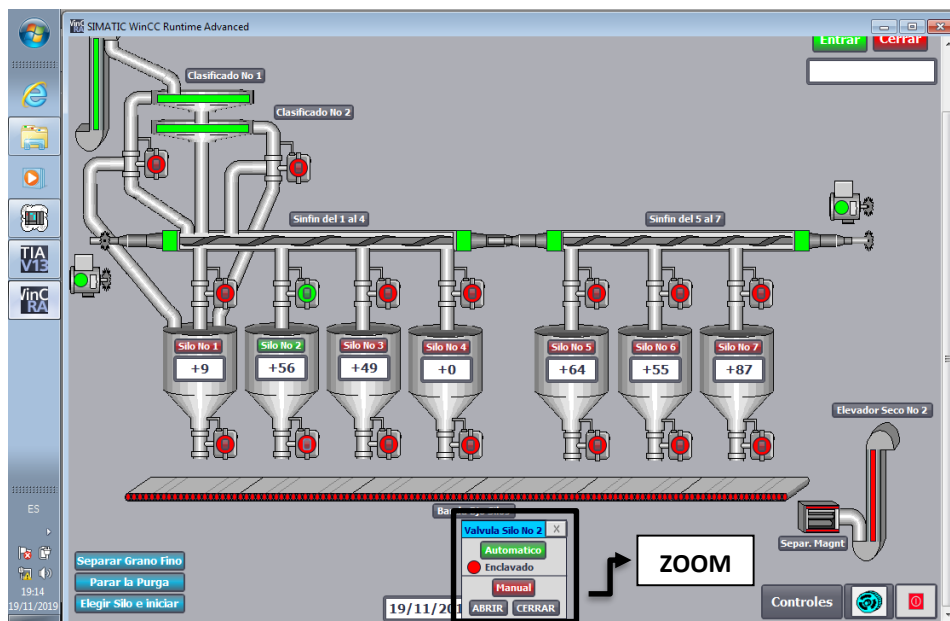 SIMATIC WinCC Runtime Advanced
Entrar
Cerrar
Clasificado No 1
Clasificado No 2
Sinfin del 1 al 4
Sinfin del 5 al 7
TIA
V13
WinC
RA
Silo No 1
Silo No 2
Silo No 3
Silo No 4
Silo No 5
Silo No 6
Silo No 7
+9
+56
+49
+0
+64
+55
+87
Elevador Seco No 2
ES
Separ. Magnt
Valvula Silo No 2
X
Automatico
Enclavado
Manual
ABRIR
CERRAR
ZOOM
Separar Grano Fino
Parar la Purga
Elegir Silo e iniciar
19:14
19/11/2019
19/11/201
Controles